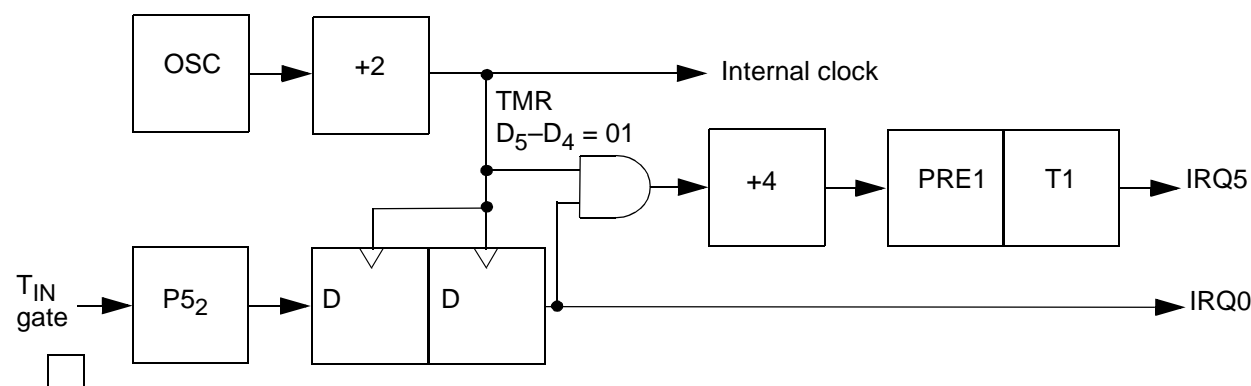 OSC
+2
Internal clock
TMR
D5–D4 = 01
+4
PRE1
T1
IRQ5
TIN
gate
P52
D
D
IRQ0